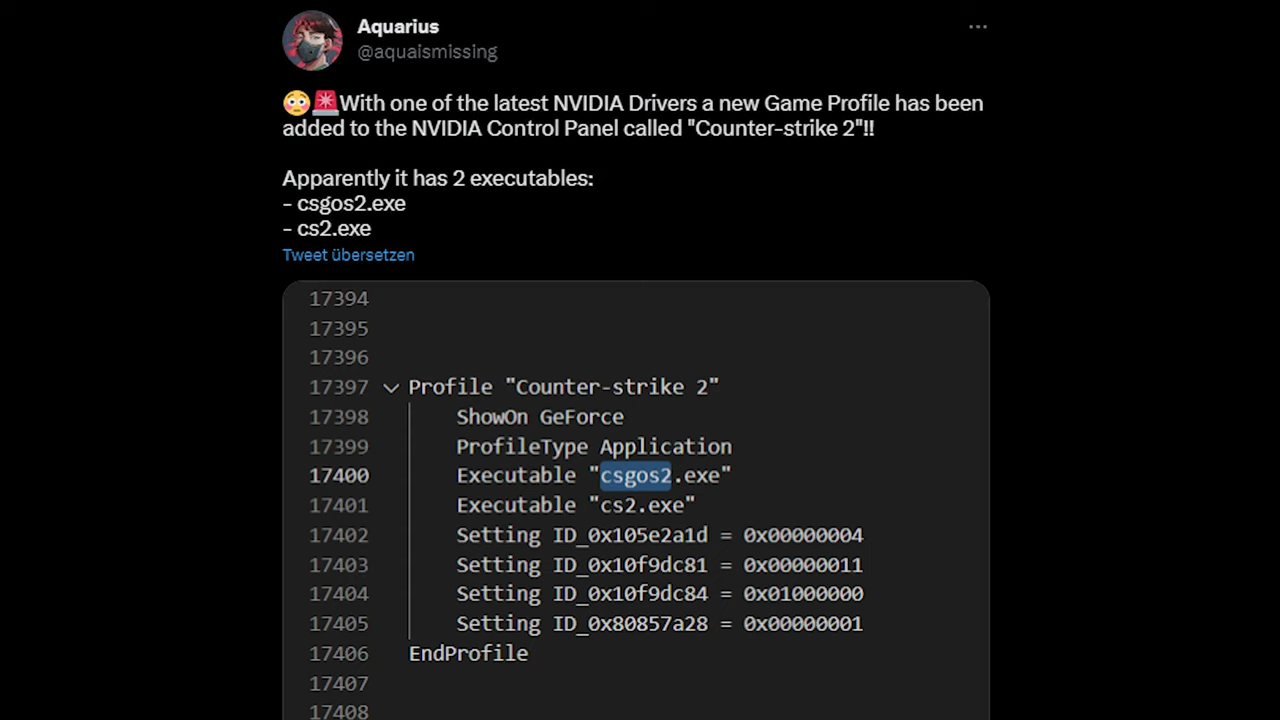 Aquarius
@aquaismissing
😳🚨With one of the latest NVIDIA Drivers a new Game Profile has been
added to the NVIDIA Control Panel called "Counter-strike 2"!!
Apparently it has 2 executables:
- csgos2.exe
- cs2.exe
Tweet übersetzen
17394
17395
17396
17397 Profile "Counter-strike 2"
17398 ShowOn GeForce
17399 ProfileType Application
17400 Executable "csgos2.exe"
17401 Executable "cs2.exe"
17402 Setting ID_0x105e2a1d = 0x00000004
17403 Setting ID_0x10f9dc81 = 0x00000011
17404 Setting ID_0x10f9dc84 = 0x01000000
17405 Setting ID_0x80857a28 = 0x00000001
17406 EndProfile
17407
17408